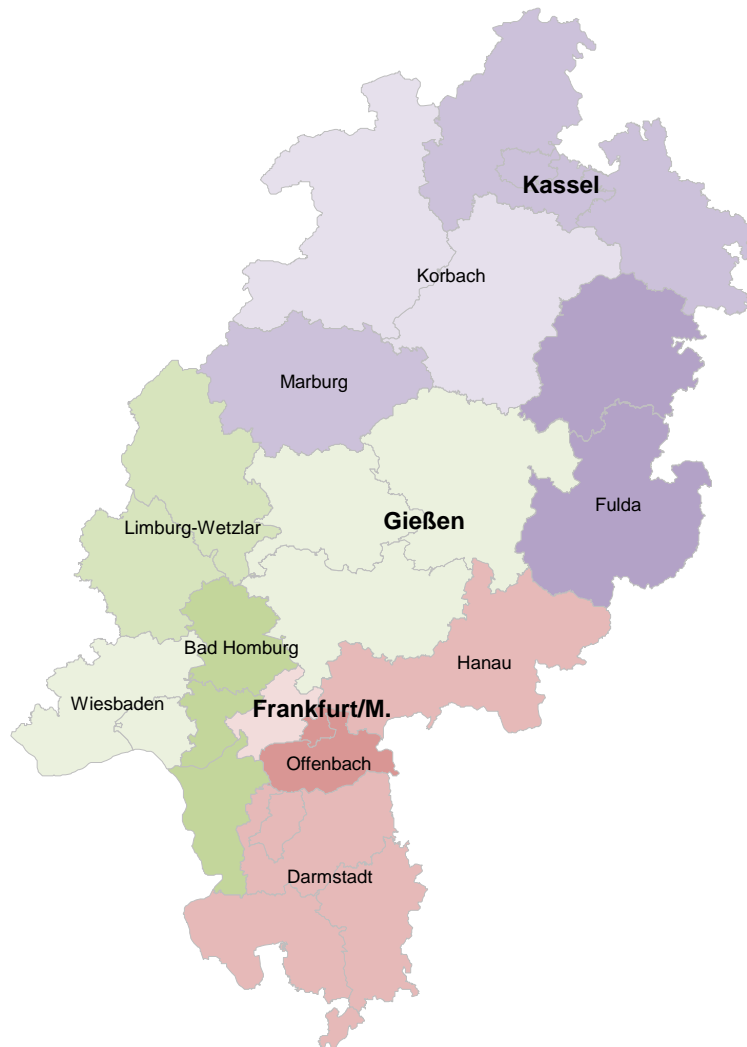 Kassel
Korbach
Marburg
Fulda
Gießen
Limburg-Wetzlar
Bad Homburg
Hanau
Wiesbaden
Frankfurt/M.
Offenbach
Darmstadt